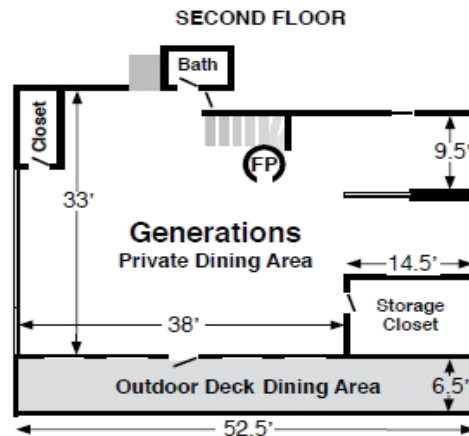 SECOND FLOOR
Bath
Closet
FP
9.5'
33'
Generations
Private Dining Area
14.5'
Storage
Closet
38'
Outdoor Deck Dining Area
6.5'
52.5'